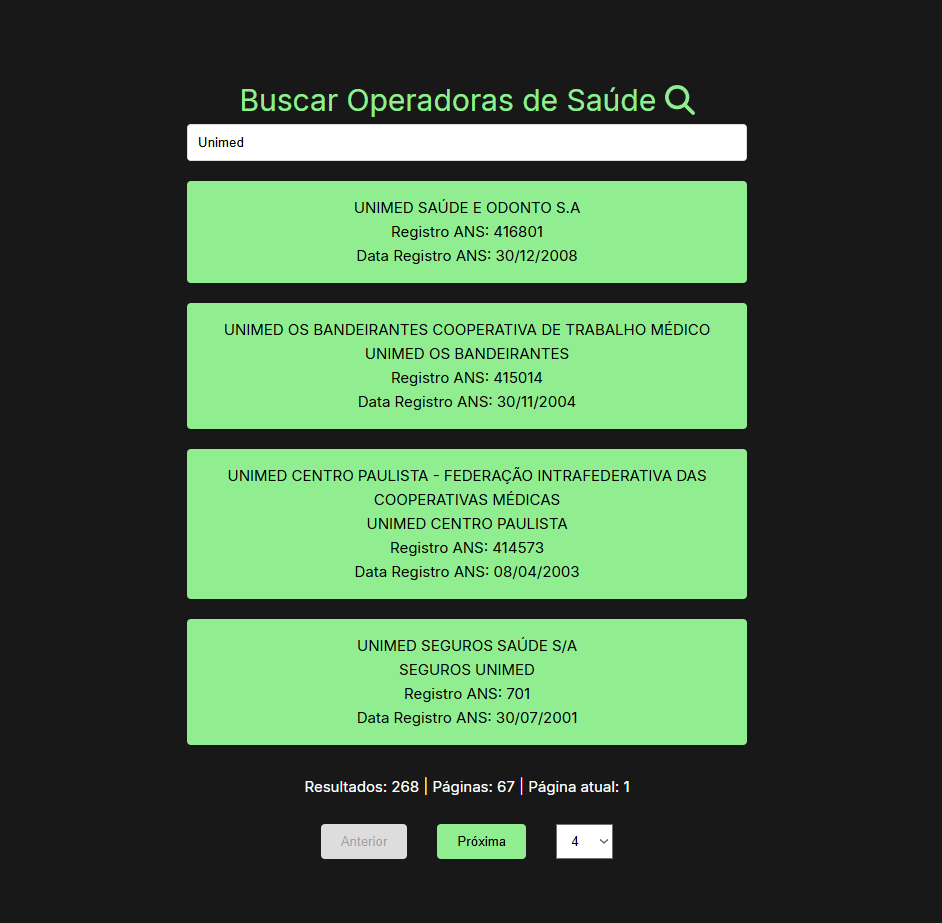 Buscar Operadoras de Saúde
Unimed
UNIMED SAÚDE E ODONTO S.A
Registro ANS: 416801
Data Registro ANS: 30/12/2008
UNIMED OS BANDEIRANTES COOPERATIVA DE TRABALHO MÉDICO
UNIMED OS BANDEIRANTES
Registro ANS: 415014
Data Registro ANS: 30/11/2004
UNIMED CENTRO PAULISTA - FEDERAÇÃO INTRAFEDERATIVA DAS
COOPERATIVAS MÉDICAS
UNIMED CENTRO PAULISTA
Registro ANS: 414573
Data Registro ANS: 08/04/2003
UNIMED SEGUROS SAÚDE S/A
SEGUROS UNIMED
Registro ANS: 701
Data Registro ANS: 30/07/2001
Resultados: 268 | Páginas: 67 | Página atual: 1
Anterior Próxima 4